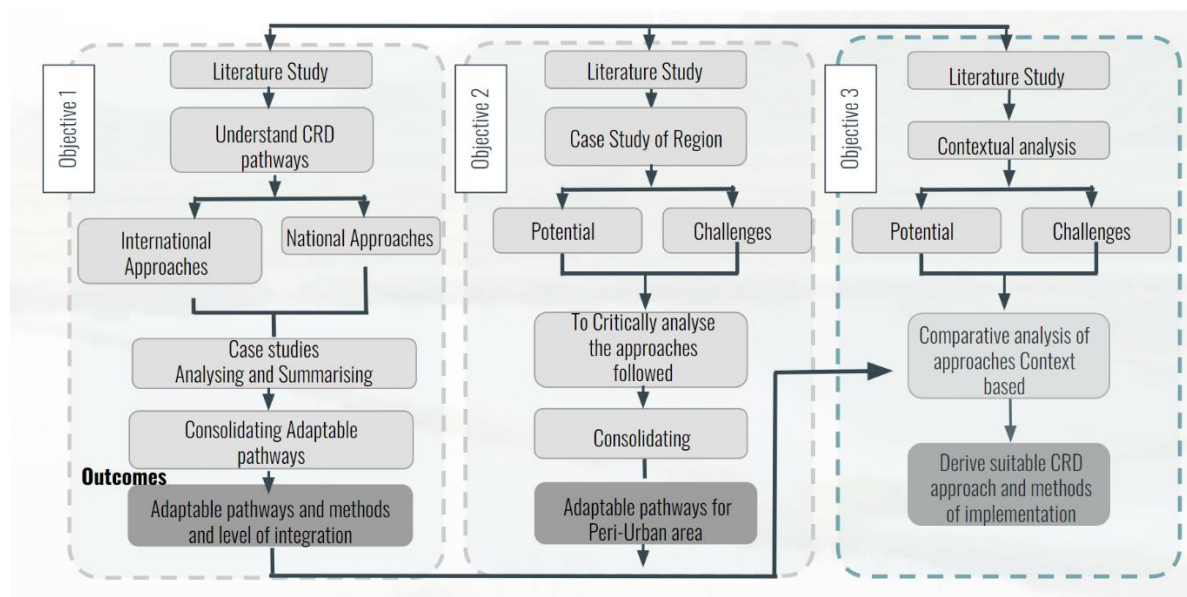 Objective 1
Literature Study
Understand CRD
pathways
International
Approaches
National Approaches
Case studies
Analysing and Summarising
Consolidating Adaptable
pathways
Outcomes
Adaptable pathways and methods
and level of integration
Objective 2
Literature Study
Case Study of Region
Potential
Challenges
To Critically analyse
the approaches
followed
Consolidating
Adaptable pathways for
Peri-Urban area
Objective 3
Literature Study
Contextual analysis
Potential
Challenges
Comparative analysis of
approaches Context
based
Derive suitable CRD
approach and methods
of implementation